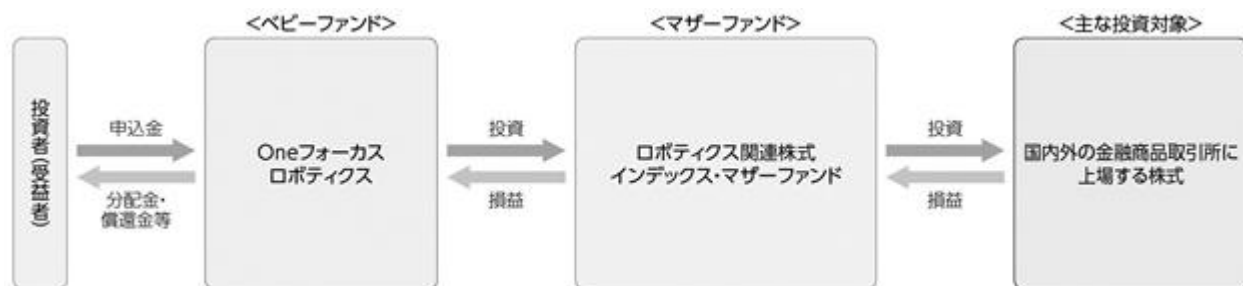 <ベビーファンド>
<マザーファンド>
<主な投資対象>
投資者(受益者)
申込金
分配金・
償還金等
Oneフォーカス
ロボティクス
投資
損益
ロボティクス関連株式
インデックス・マザーファンド
投資
損益
国内外の金融商品取引所に
上場する株式